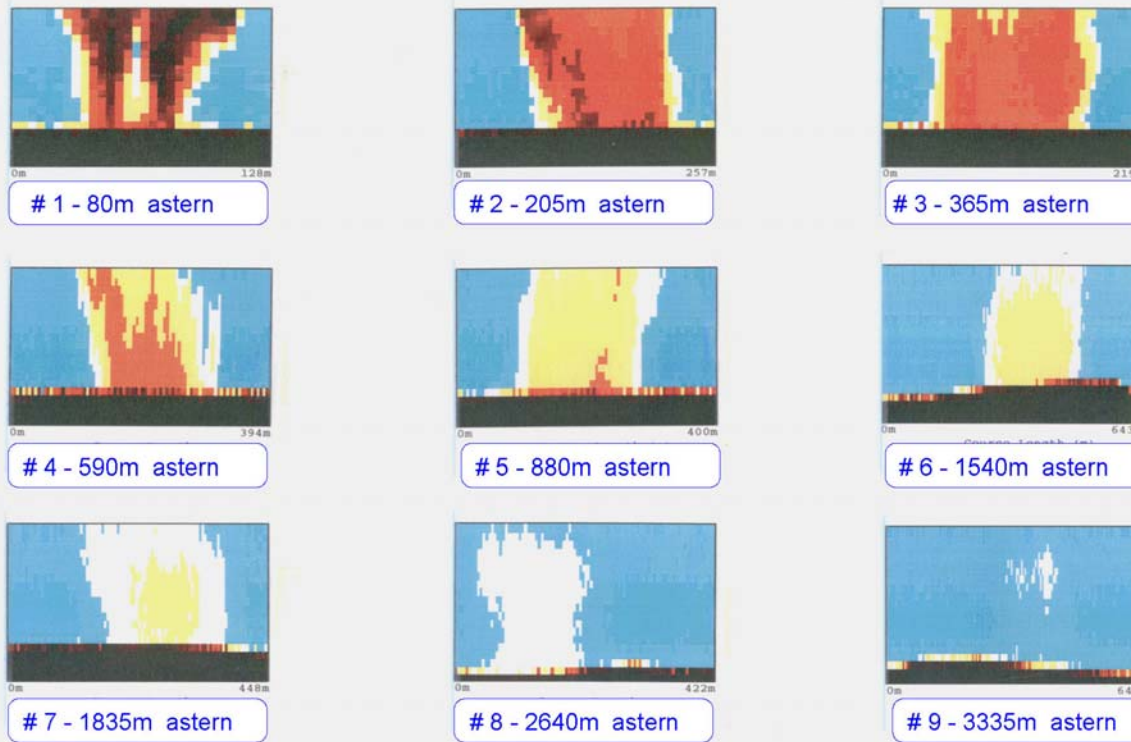 0m 128m
0m 257m
0m
# 1 - 80m astern
# 2 - 205m astern
# 3 - 365m astern
0m 394m
0m 400m
0m
# 4 - 590m astern
# 5 - 880m astern
# 6 - 1540m astern
0m 448m
0m 422m
0m
# 7 - 1835m astern
# 8 - 2640m astern
# 9 - 3335m astern